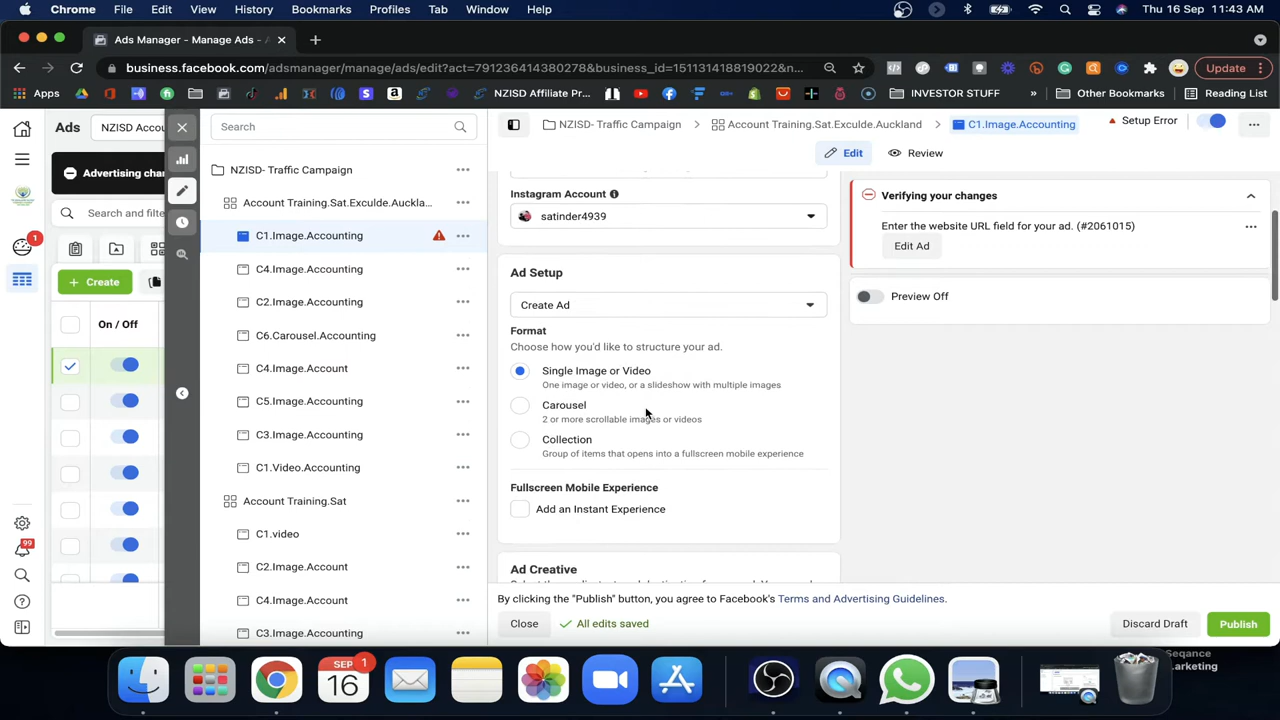 Chrome File Edit View History Bookmarks Profiles Tab Window Help
Thu 16 Sep 11:43 AM
Ads Manager - Manage Ads -
business.facebook.com/adsmanager/manage/ads/edit?act=791236414380278&business_id=151131418819022&n...
Update
Apps
NZISD Affiliate Pr...
INVESTOR STUFF
»
Other Bookmarks
Reading List
Ads
NZISD Accou
Search
NZISD- Traffic Campaign
Account Training.Sat.Exculde.Auckland
C1.Image.Accounting
Setup Error
Edit
Review
Advertising char
Search and filte
1
Create
On / Off
99
NZISD- Traffic Campaign
Account Training.Sat.Exculde.Auckla...
C1.Image.Accounting
C4.Image.Accounting
C2.Image.Accounting
C6.Carousel.Accounting
C4.Image.Account
C5.Image.Accounting
C3.Image.Accounting
C1.Video.Accounting
Account Training.Sat
C1.video
C2.Image.Account
C4.Image.Account
C3.Image.Accounting
Instagram Account
satinder4939
Ad Setup
Create Ad
Format
Choose how you'd like to structure your ad.
Single Image or Video
One image or video, or a slideshow with multiple images
Carousel
2 or more scrollable images or videos
Collection
Group of items that opens into a fullscreen mobile experience
Fullscreen Mobile Experience
Add an Instant Experience
Ad Creative
Verifying your changes
Enter the website URL field for your ad. (#2061015)
Edit Ad
Preview Off
By clicking the "Publish" button, you agree to Facebook's Terms and Advertising Guidelines.
Close
All edits saved
Discard Draft
Publish
Seqance
arketing
SEP
16
1